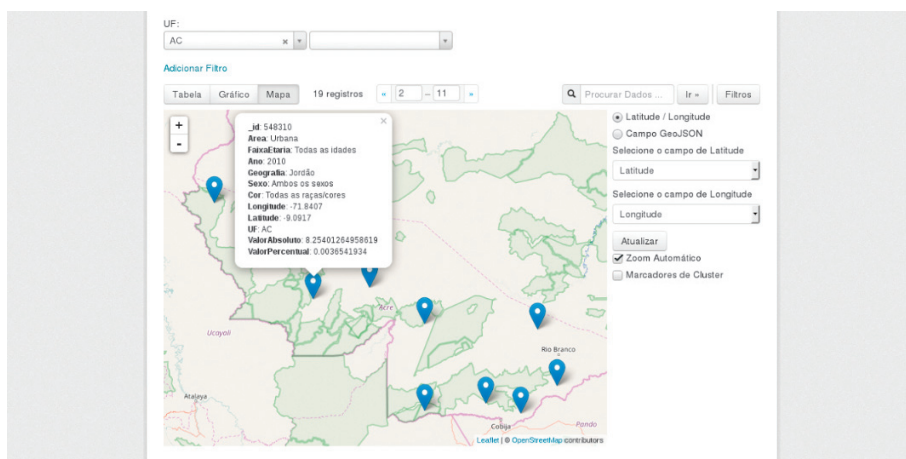 UF:
AC ×
Adicionar Filtro
Tabela Gráfico Mapa 19 registros « 2 – 11 » Procurar Dados ... Ir » Filtros
+
-
×
_id: 548310
Area: Urbana
FaixaEtaria: Todas as idades
Ano: 2010
Geografia: Jordão
Sexo: Ambos os sexos
Cor: Todas as raças/cores
Longitude: -71.8407
Latitude: -9.0917
UF: AC
ValorAbsoluto: 8.25401264958619
ValorPercentual: 0.0036541934
Acre
Ucayali
Rio Branco
Atalaya
Cobija
Pando
Leaflet | © OpenStreetMap contributors
Latitude / Longitude
Campo GeoJSON
Selecione o campo de Latitude
Latitude
Selecione o campo de Longitude
Longitude
Atualizar
Zoom Automático
Marcadores de Cluster